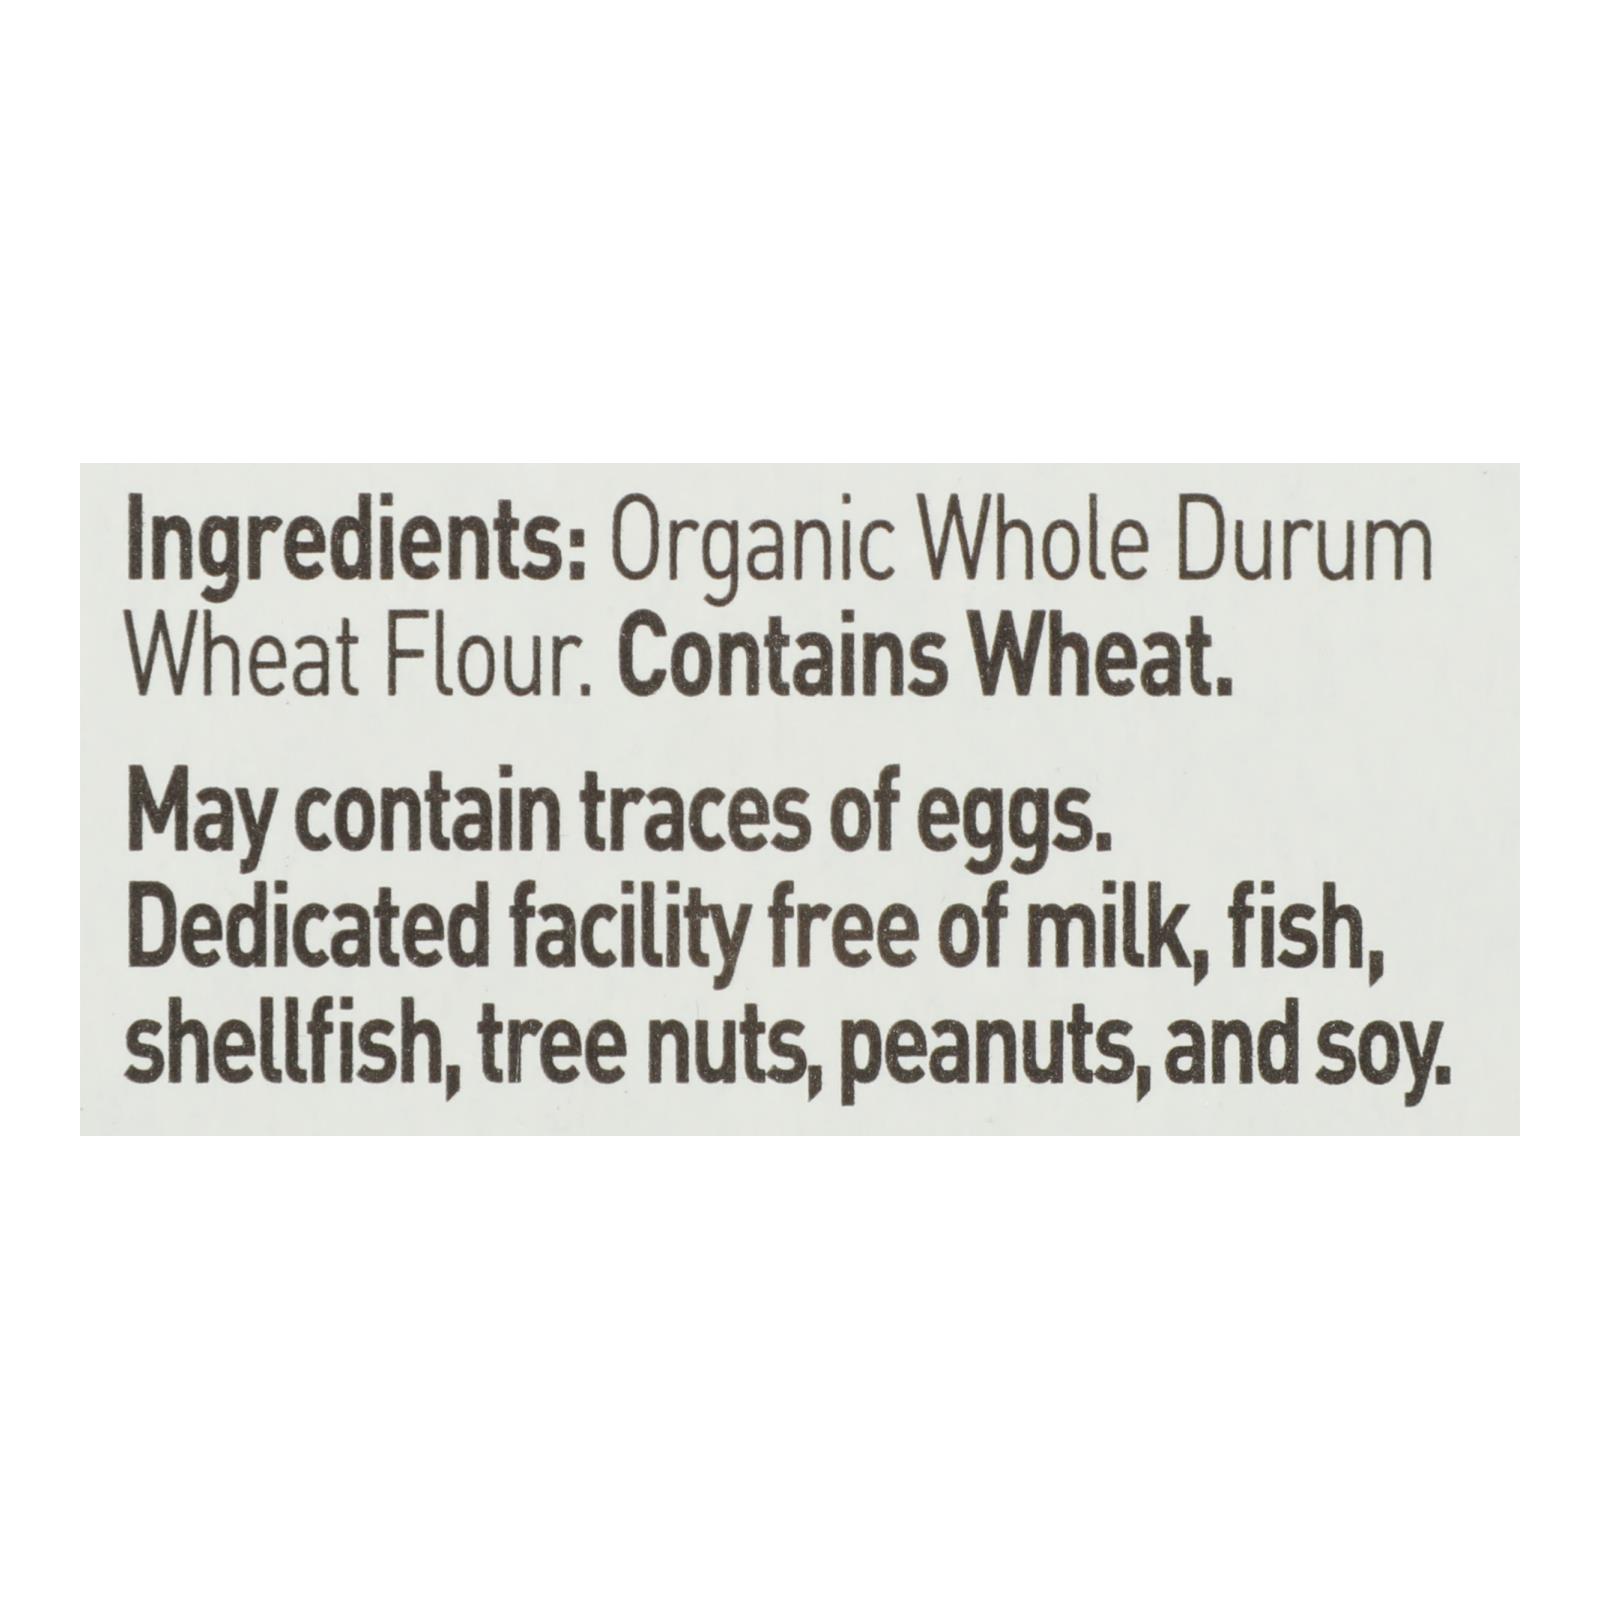 Ingredients: Organic Whole Durum
Wheat Flour. Contains Wheat.
May contain traces of eggs.
Dedicated facility free of milk, fish,
shellfish, tree nuts, peanuts, and soy.